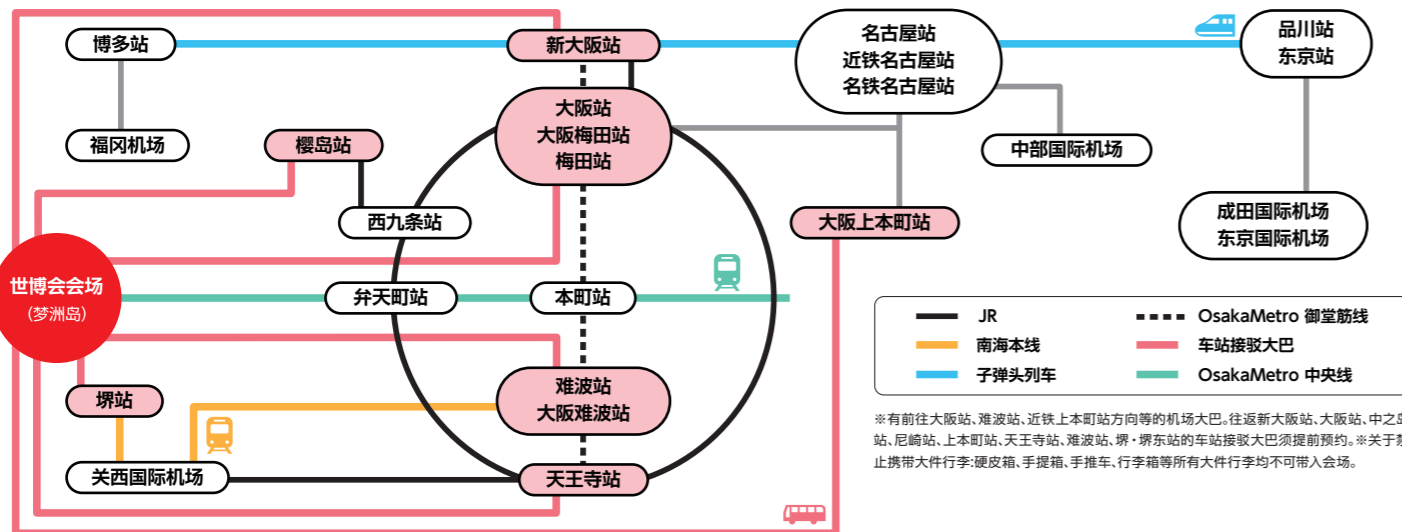 博多站
新大阪站
名古屋站
近铁名古屋站
名铁名古屋站
品川站
东京站
福冈机场
樱岛站
大阪站
大阪梅田站
梅田站
中部国际机场
西九条站
大阪上本町站
成田国际机场
东京国际机场
世博会会场
(梦洲岛)
弁天町站
本町站
JR
OsakaMetro 御堂筋线
南海本线
车站接驳大巴
子弹头列车
OsakaMetro 中央线
堺站
难波站
大阪难波站
关西国际机场
天王寺站
※有前往大阪站、难波站、近铁上本町站方向等的机场大巴。往返新大阪站、大阪站、中之岛
站、尼崎站、上本町站、天王寺站、难波站、堺・堺东站的车站接驳大巴须提前预约。※关于禁
止携带大件行李:硬皮箱、手提箱、手推车、行李箱等所有大件行李均不可带入会场。